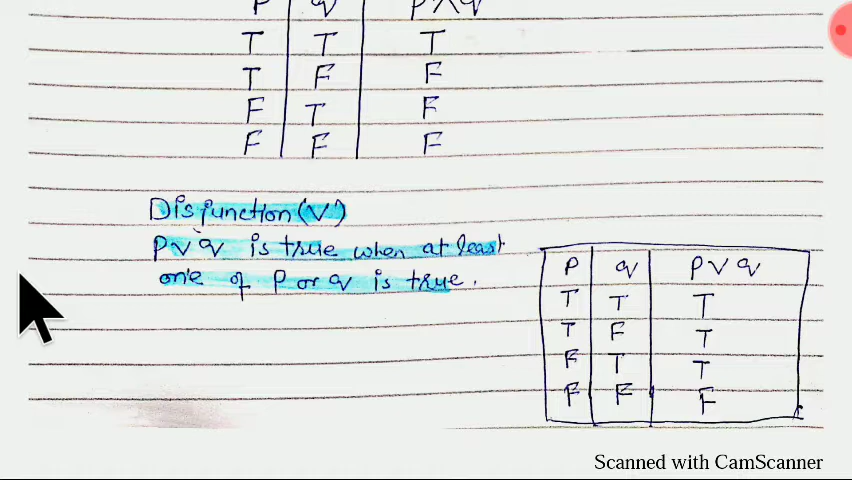 P q P∧q
T T T
T F F
F T F
F F F
Disjunction (∨)
P∨q is true when at least
one of P or q is true.
P q P∨q
T T T
T F T
F T T
F F F
Scanned with CamScanner